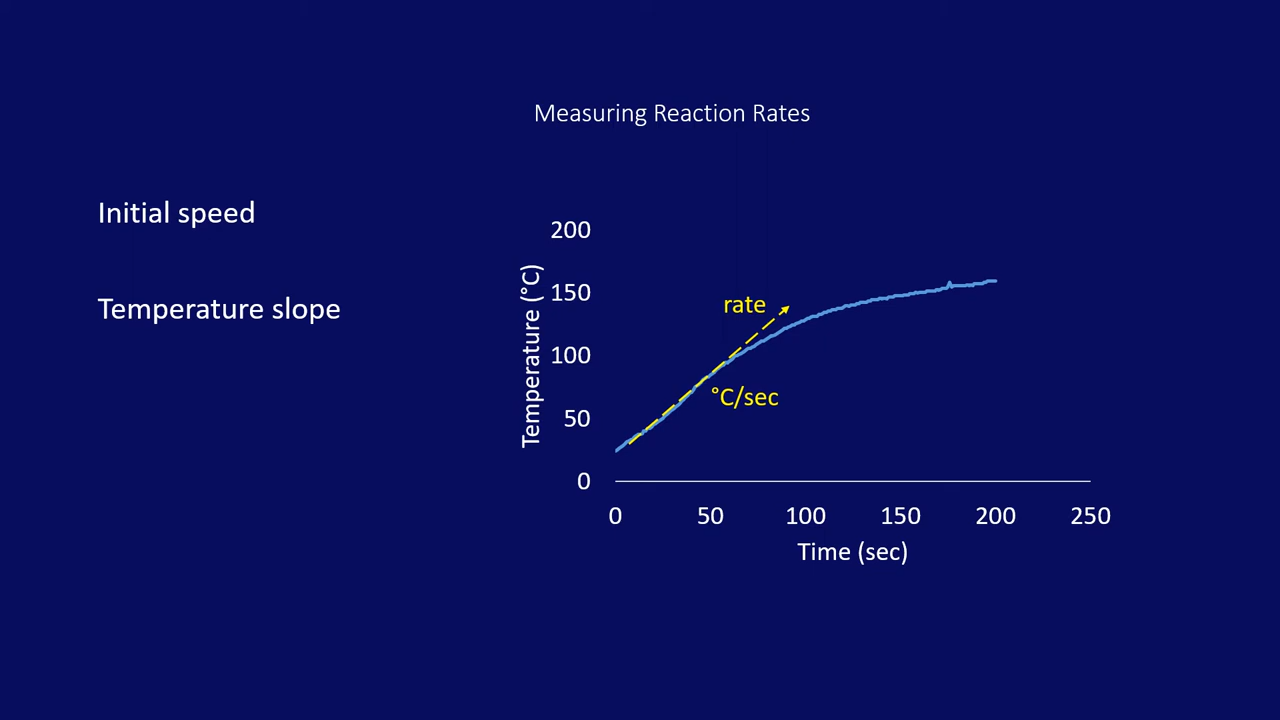 Measuring Reaction Rates
Initial speed
Temperature slope
Temperature (°C)
200
150
100
50
0
rate
°C/sec
0 50 100 150 200 250
Time (sec)